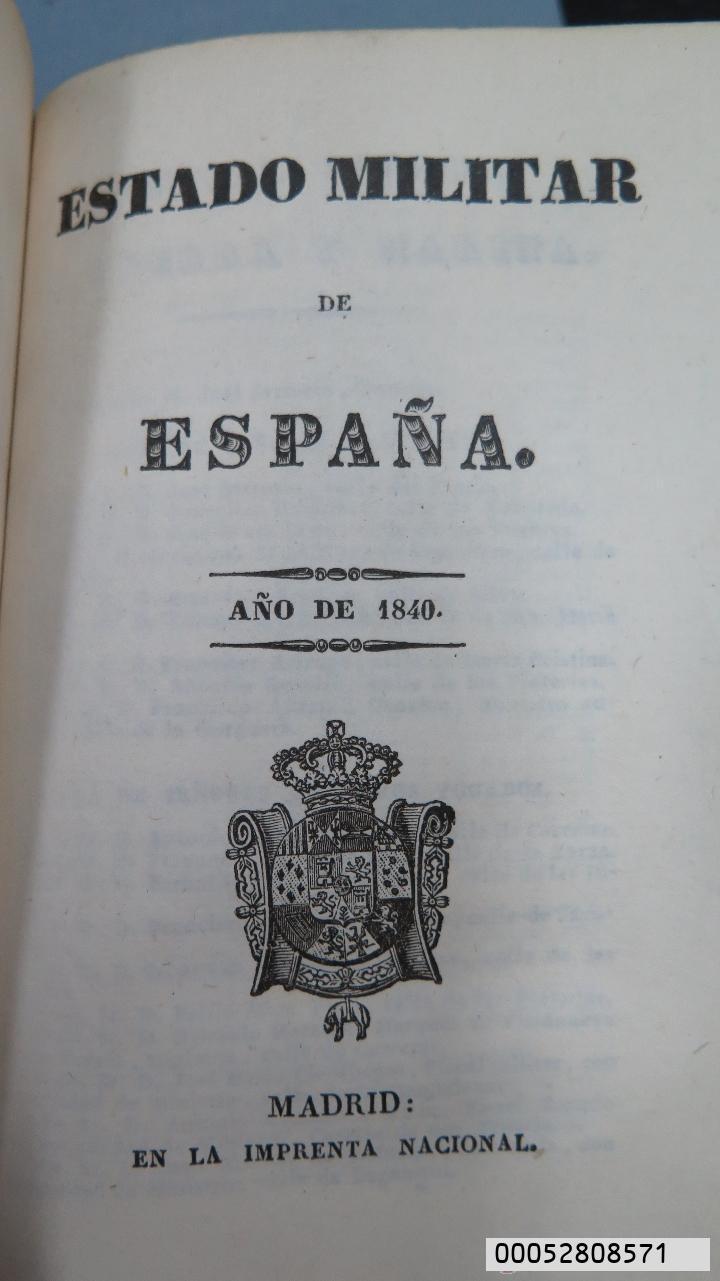 ESTADO MILITAR
DE
ESPAÑA.
AÑO DE 1840.
MADRID:
EN LA IMPRENTA NACIONAL.
00052808571